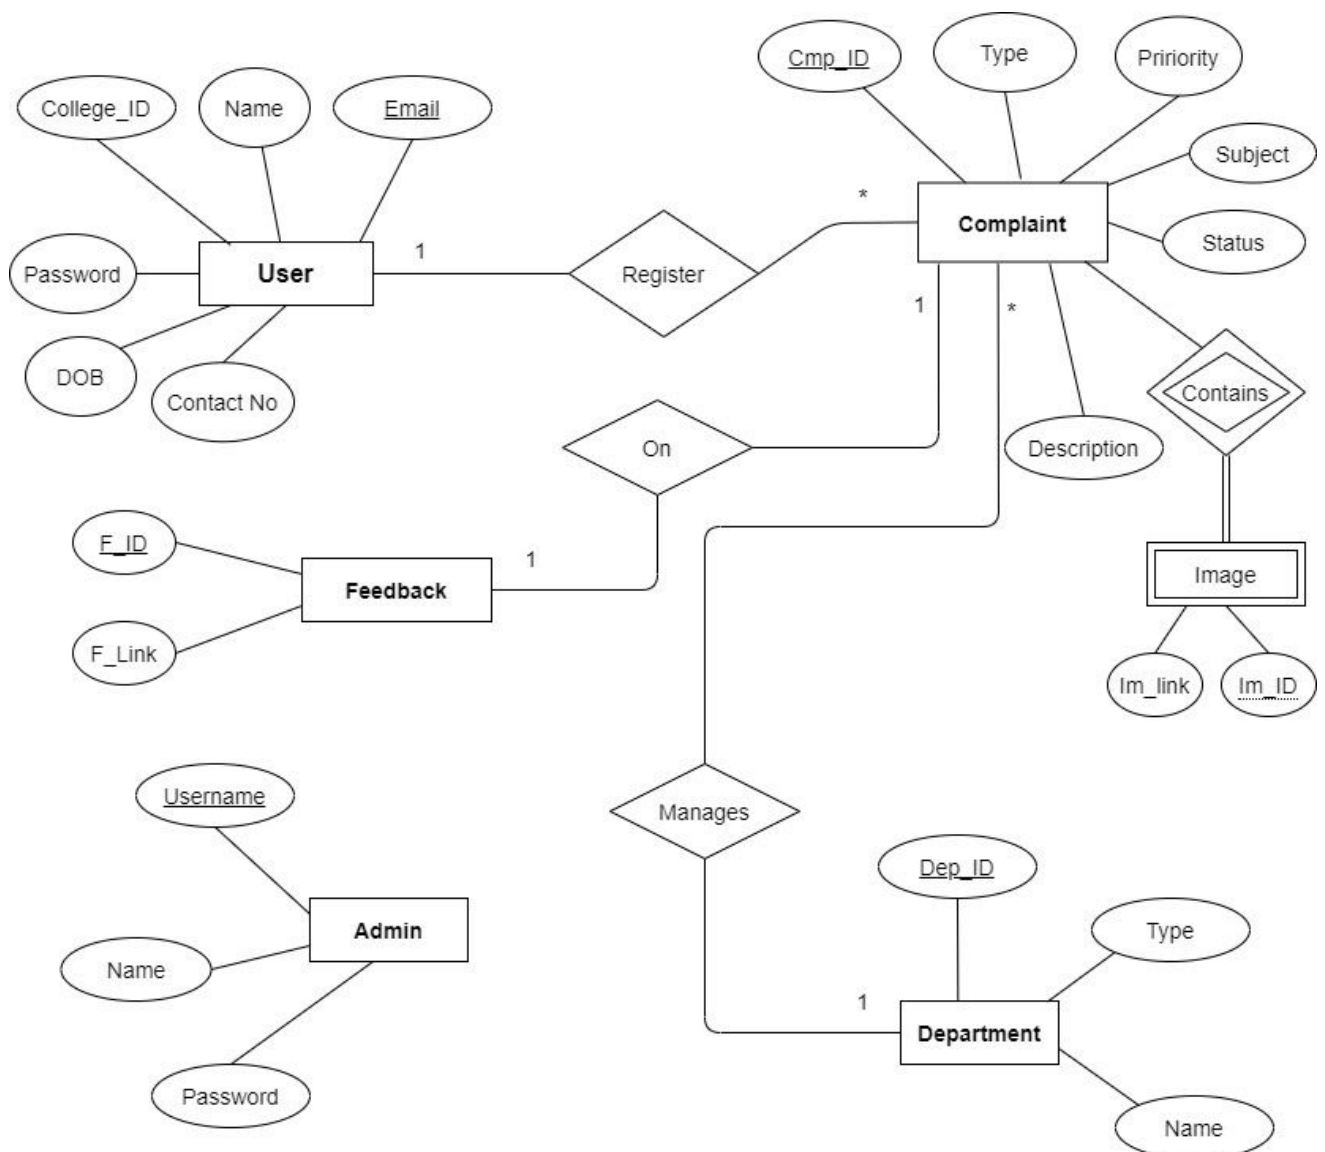 Cmp_ID
Type
Pririority
College_ID
Name
Email
Subject
*
Complaint
Status
1
User
Register
Password
1
*
DOB
Contact No
Contains
On
Description
F_ID
1
Feedback
Image
F_Link
Im_link
Im_ID
Username
Manages
Dep_ID
Admin
Type
Name
1
Department
Password
Name